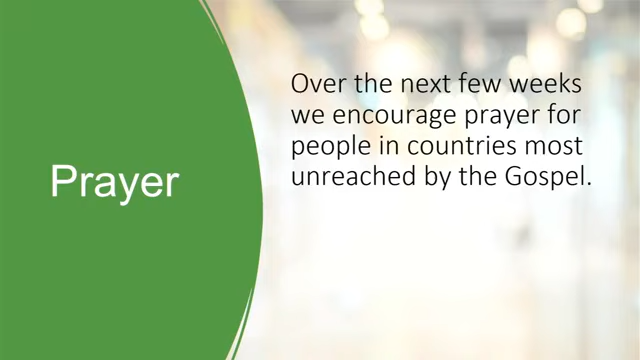 Prayer
Over the next few weeks
we encourage prayer for
people in countries most
unreached by the Gospel.